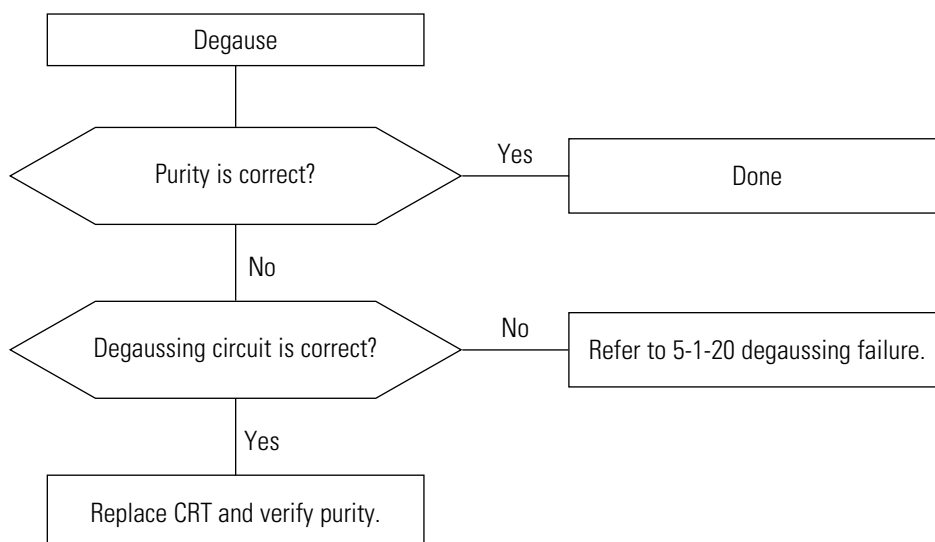 Degause
Purity is correct?
Yes
Done
No
Degaussing circuit is correct?
No
Refer to 5-1-20 degaussing failure.
Yes
Replace CRT and verify purity.